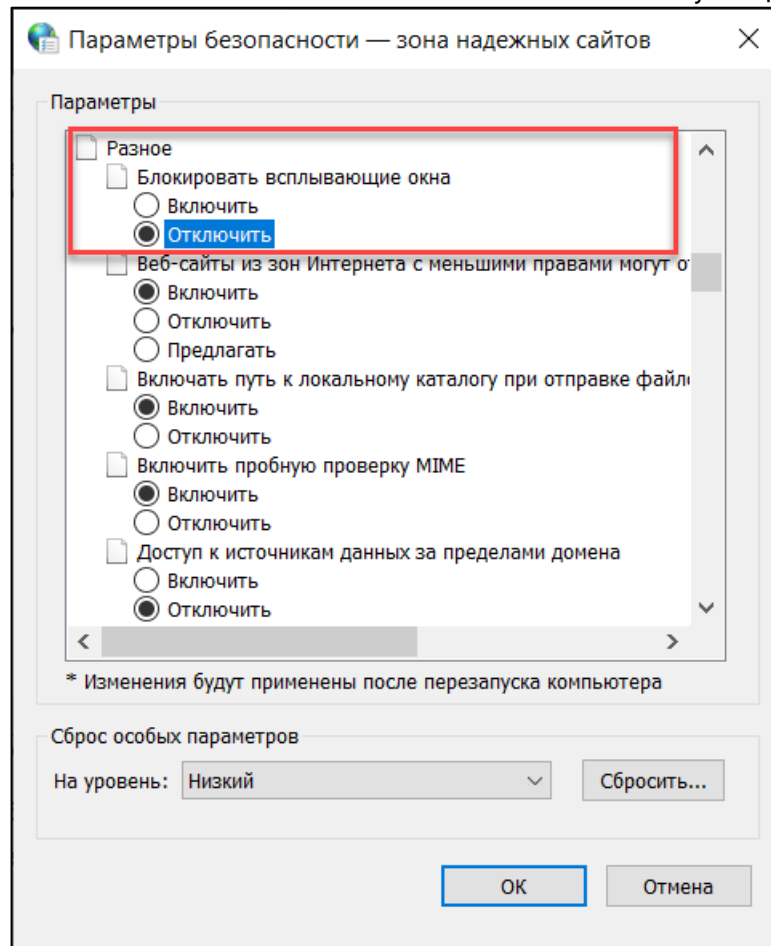 Параметры безопасности — зона надежных сайтов
Параметры
Разное
Блокировать всплывающие окна
Включить
Отключить
Веб-сайты из зон Интернета с меньшими правами могут
Включить
Отключить
Предлагать
Включать путь к локальному каталогу при отправке
Включить
Отключить
Включить пробную проверку MIME
Включить
Отключить
Доступ к источникам данных за пределами домена
Включить
Отключить
* Изменения будут применены после перезапуска компьютера
Сброс особых параметров
На уровень: Низкий Сбросить...
ОК Отмена